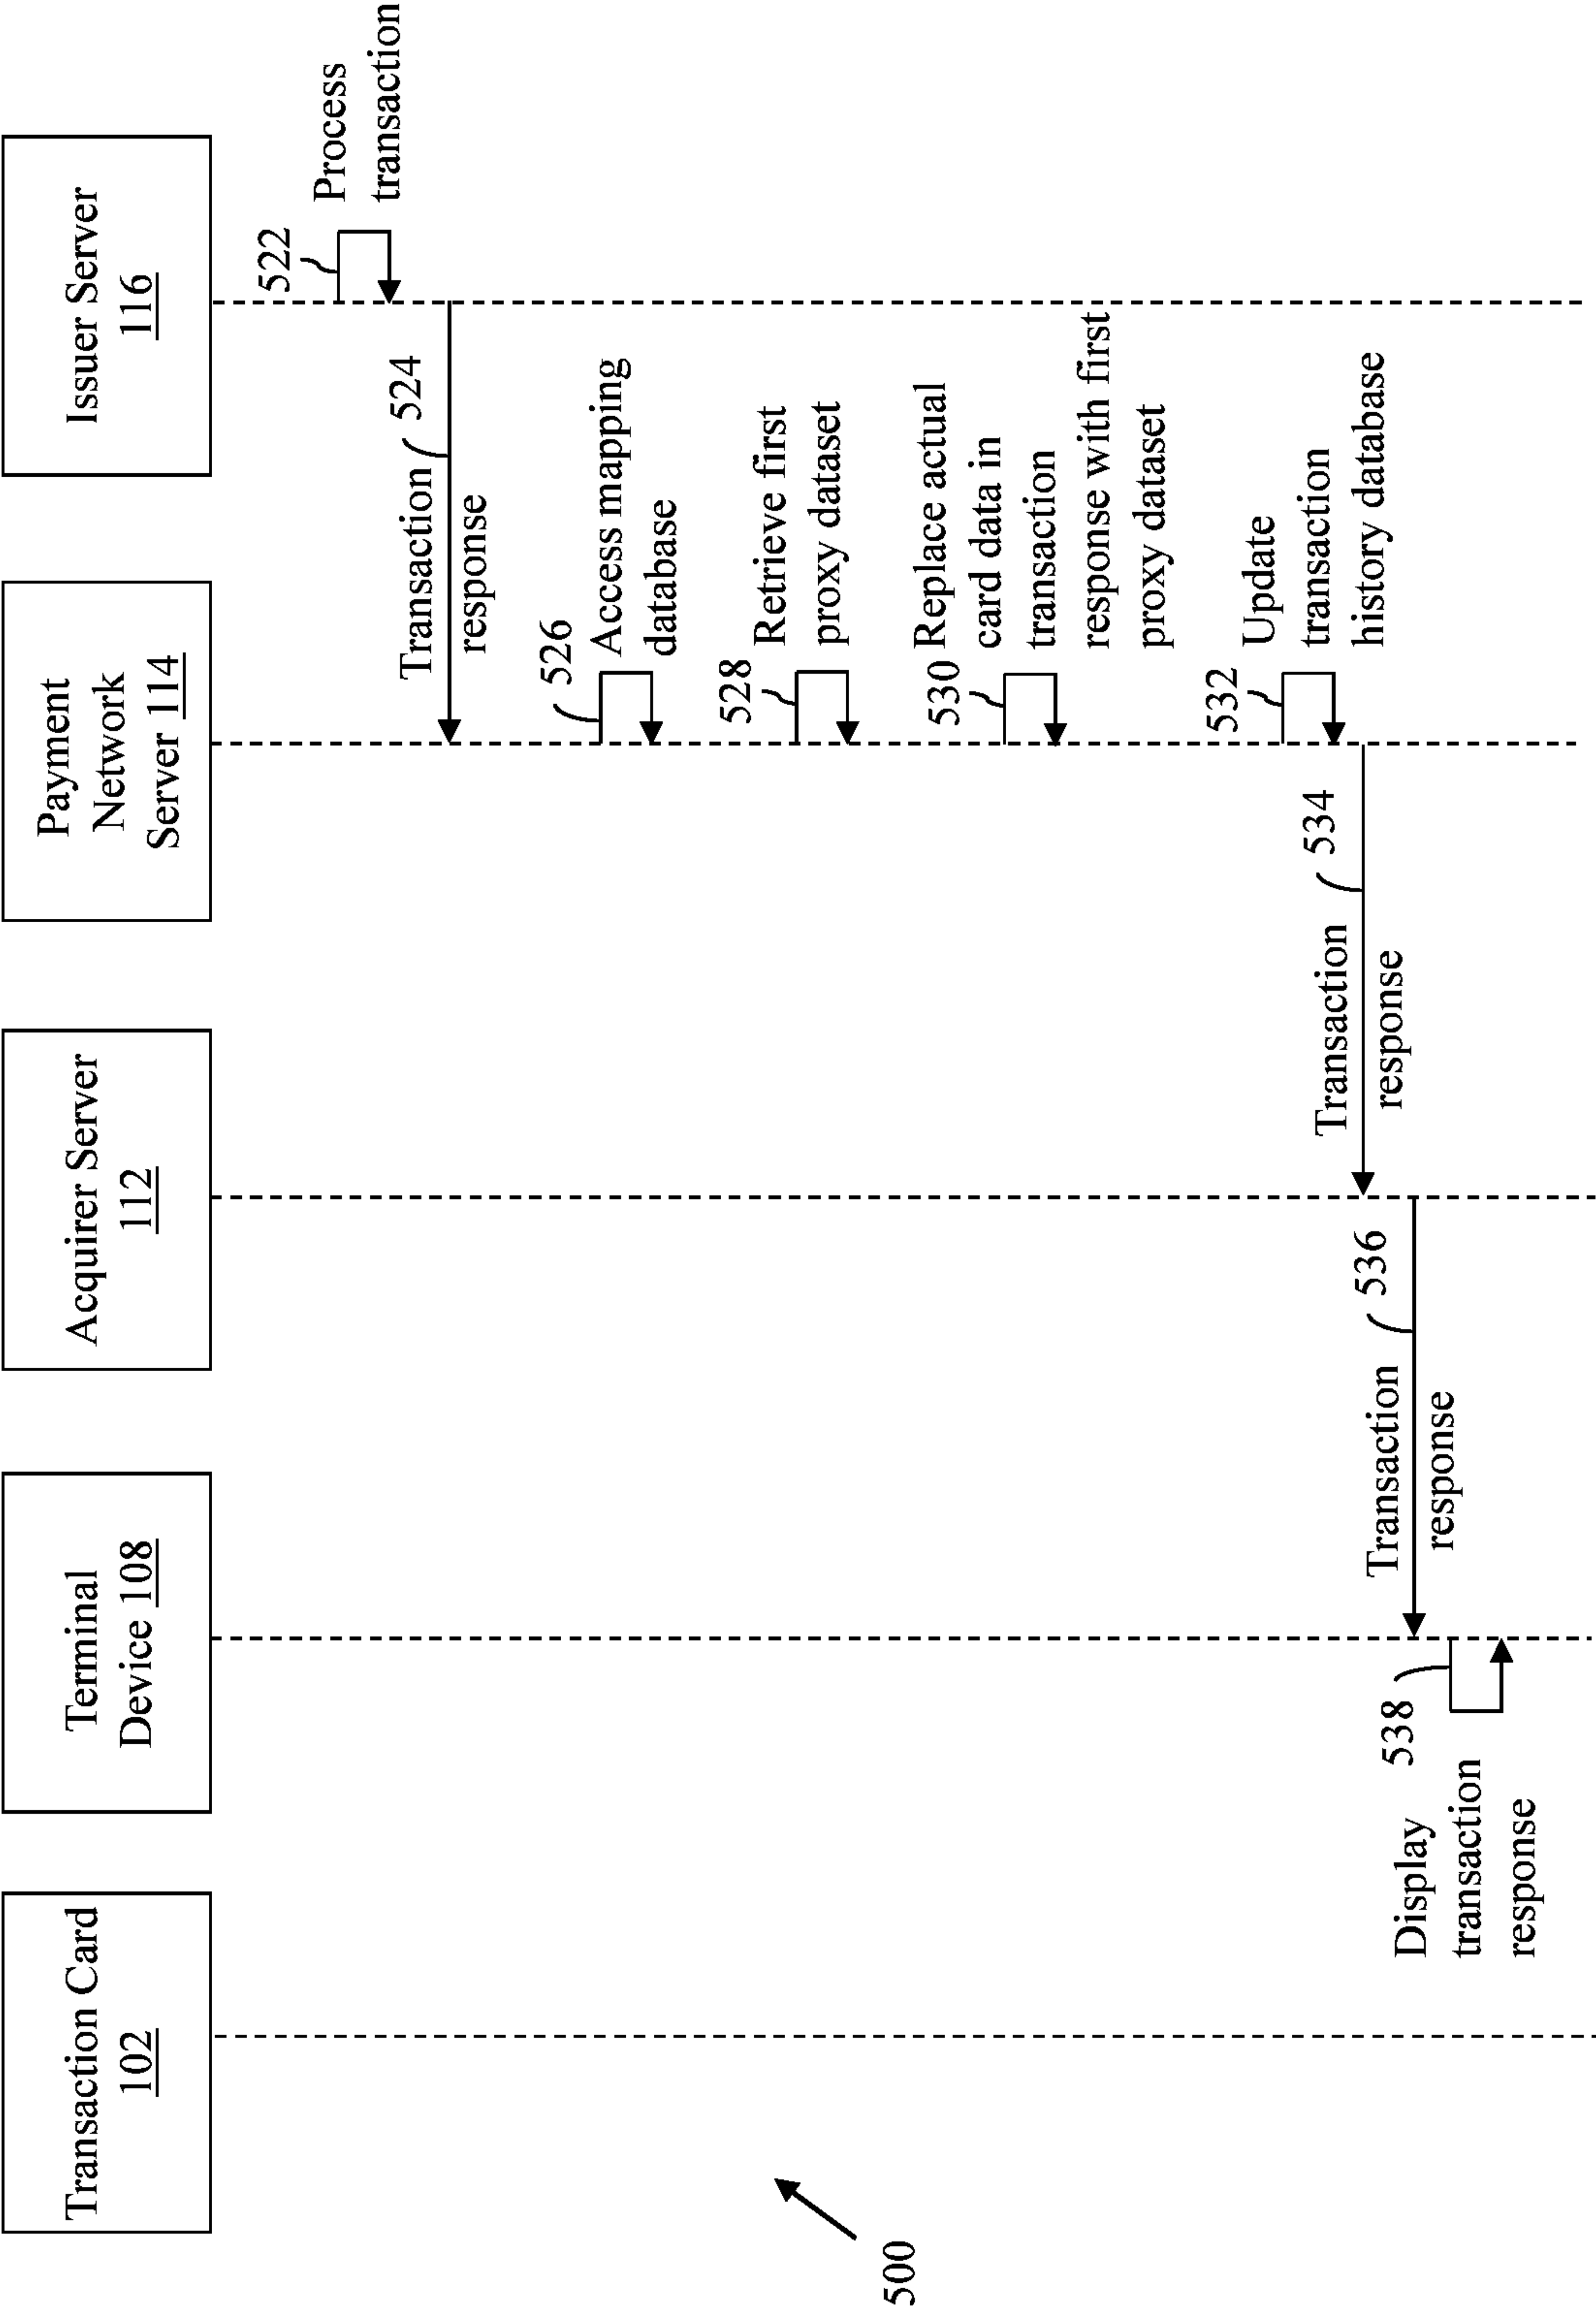 Transaction Card
102
Terminal
Device 108
Acquirer Server
112
Payment
Network
Server 114
Issuer Server
116
522
Process
transaction
524
Transaction
response
526
Access mapping
database
528
Retrieve first
proxy dataset
530
Replace actual
card data in
transaction
response with first
proxy dataset
532
Update
transaction
history database
534
Transaction
response
536
Transaction
response
538
Display
transaction
response
500